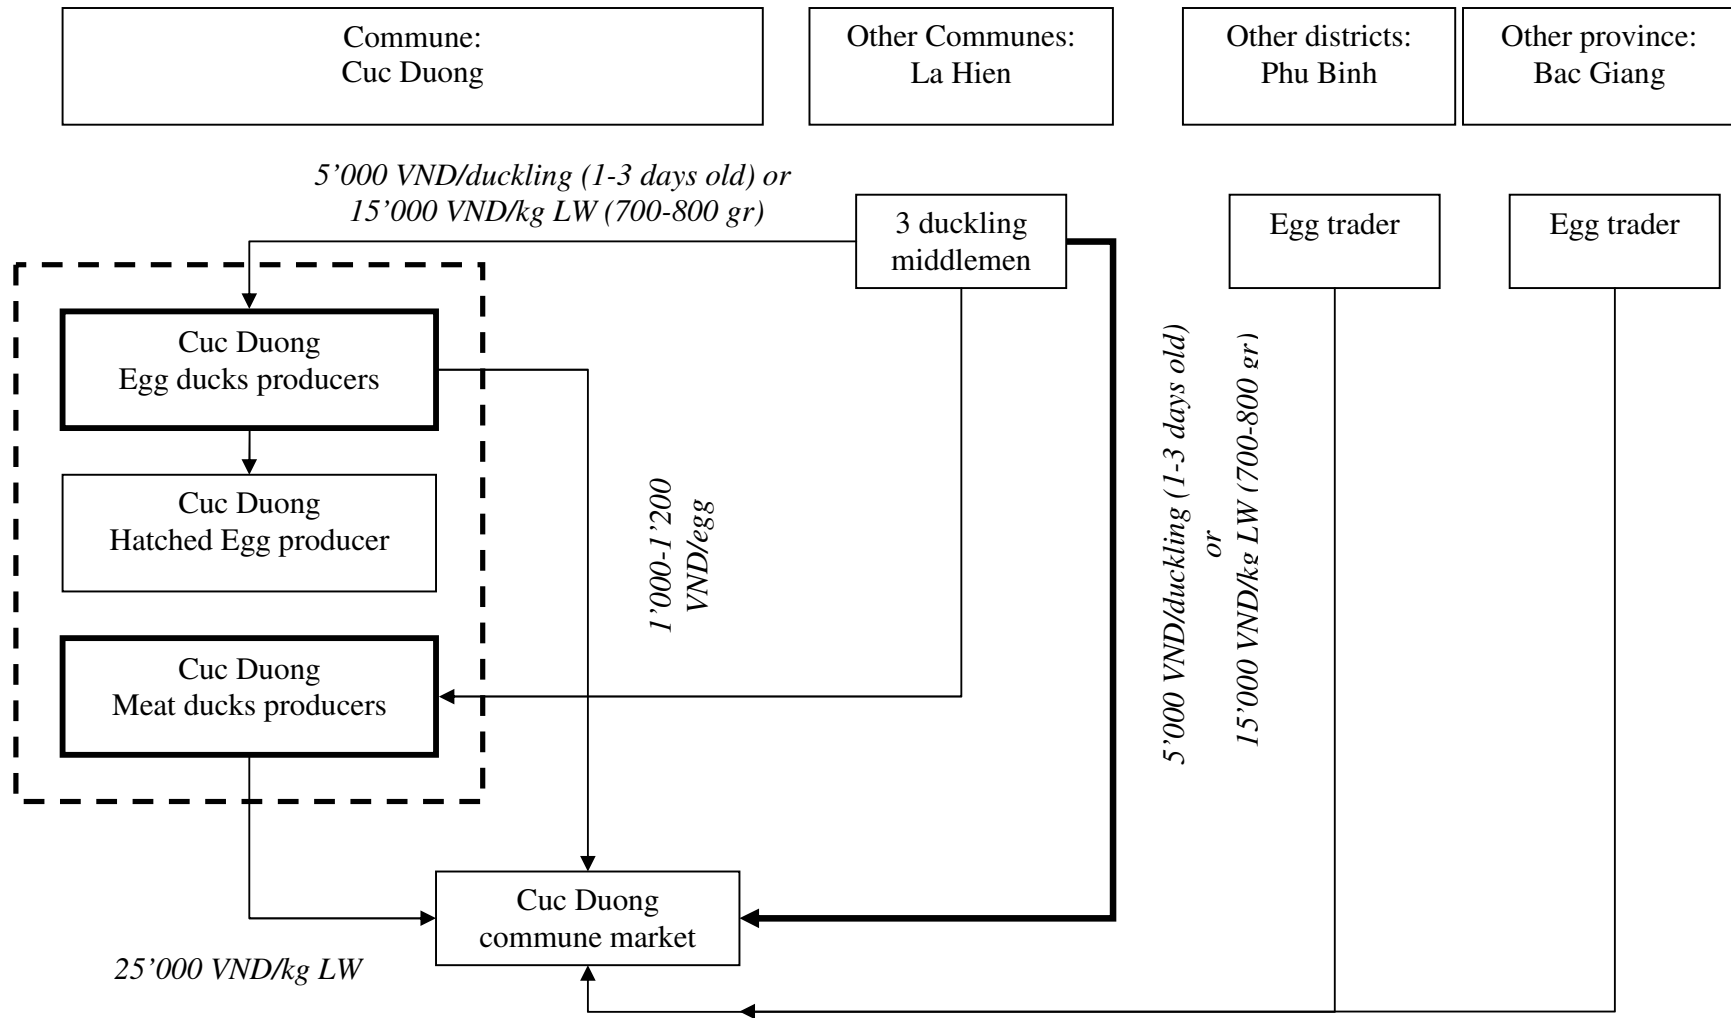 Commune:
Cuc Duong
Other Communes:
La Hien
Other districts:
Phu Binh
Other province:
Bac Giang
5’000 VND/duckling (1-3 days old) or
15’000 VND/kg LW (700-800 gr)
3 duckling
middlemen
Egg trader
Egg trader
Cuc Duong
Egg ducks producers
Cuc Duong
Hatched Egg producer
Cuc Duong
Meat ducks producers
1’000-1’200
VND/egg
5’000 VND/duckling (1-3 days old)
or
15’000 VND/kg LW (700-800 gr)
Cuc Duong
commune market
25’000 VND/kg LW